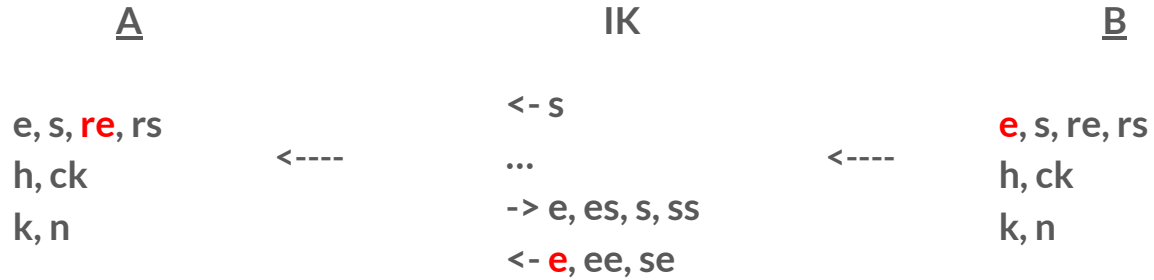 A
IK
B
e, s, re, rs
h, ck
k, n
<----
<- s
...
-> e, es, s, ss
<- e, ee, se
<----
e, s, re, rs
h, ck
k, n